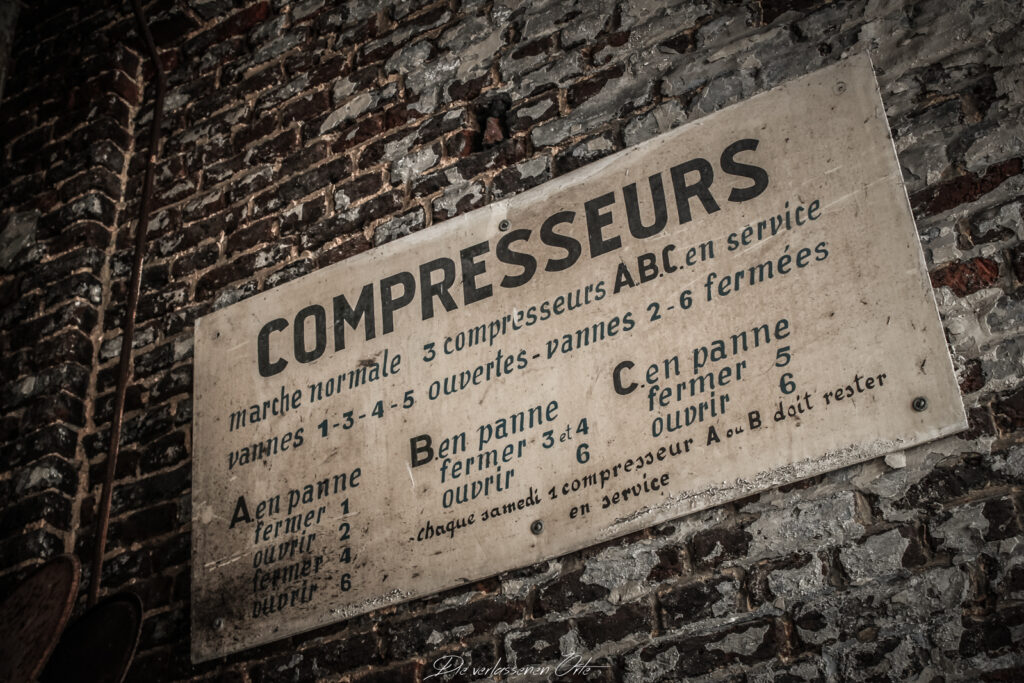 COMPRESSEURS
marche normale 3 compresseurs A.B.C. en service
vannes 1-3-4-5 ouvertes - vannes 2-6 fermées
A en panne
fermer 1
ouvrir 2
fermer 4
ouvrir 6
B en panne
fermer 3 et 4
ouvrir 6
C. en panne
fermer 5
ouvrir 6
chaque samedi 1 compresseur A ou B doit rester
en service
Die verlassenen Orte